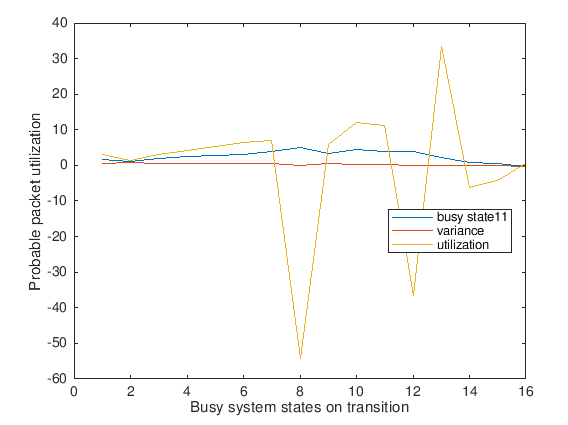 40
30
20
10
0
-10
-20
-30
-40
-50
-60
Probable packet utilization
busy state11
variance
utilization
0 2 4 6 8 10 12 14 16
Busy system states on transition